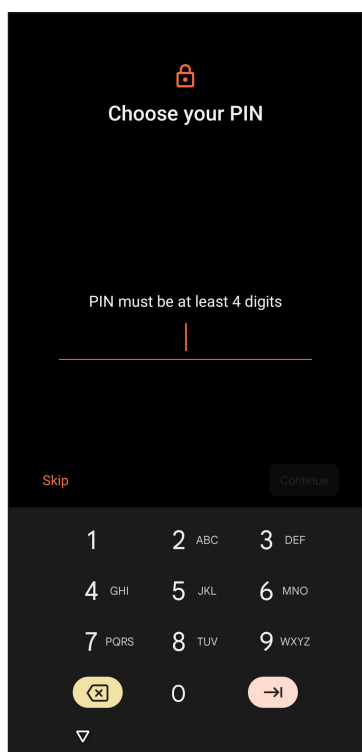 Choose your PIN
PIN must be at least 4 digits
Skip Continue
1 2 ABC 3 DEF
4 GHI 5 JKL 6 MNO
7 PQRS 8 TUV 9 WXYZ
0